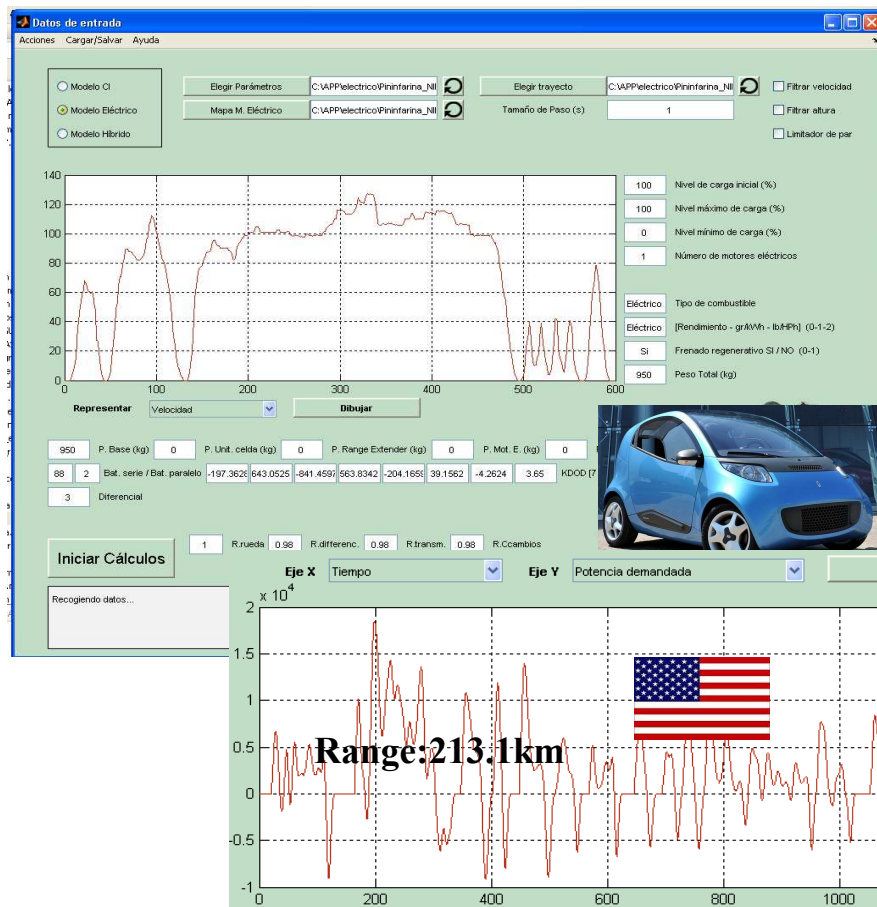 Datos de entrada
Acciones Cargar/Salvar Ayuda
Modelo CI
Modelo Eléctrico
Modelo Híbrido
Elegir Parámetros C:\APP\electrico\Pininfarina_NII
Mapa M. Eléctrico C:\APP\electrico\Pininfarina_NII
Elegir trayecto C:\APP\electrico\Pininfarina_NII
Tamaño de Paso (s) 1
Filtrar velocidad
Filtrar altura
Limitador de par
140
120
100
80
60
40
20
0
0 100 200 300 400 500 600
100 Nivel de carga inicial (%)
100 Nivel máximo de carga (%)
0 Nivel mínimo de carga (%)
1 Número de motores eléctricos
Eléctrico Tipo de combustible
Eléctrico [Rendimiento - gr/kWh - lb/HPh] (0-1-2)
Si Frenado regenerativo SI / NO (0-1)
950 Peso Total (kg)
Representar Velocidad Dibujar
950 P. Base (kg) 0 P. Unit. celda (kg) 0 P. Range Extender (kg) 0 P. Mot. E. (kg) 0
88 2 Bat. serie / Bat. paralelo -197.3628 643.0525 -841.4597 563.8342 -204.1659 39.1562 -4.2624 3.65 KDOD [7
3 Diferencial
Iniciar Cálculos
1 R.rueda 0.98 R.differenc. 0.98 R.transm. 0.98 R.Ccambios
Recogiendo datos...
Eje X Tiempo Eje Y Potencia demandada
x 10^4
2
1.5
1
0.5
0
-0.5
-1
0 200 400 600 800 1000
Range:213.1km